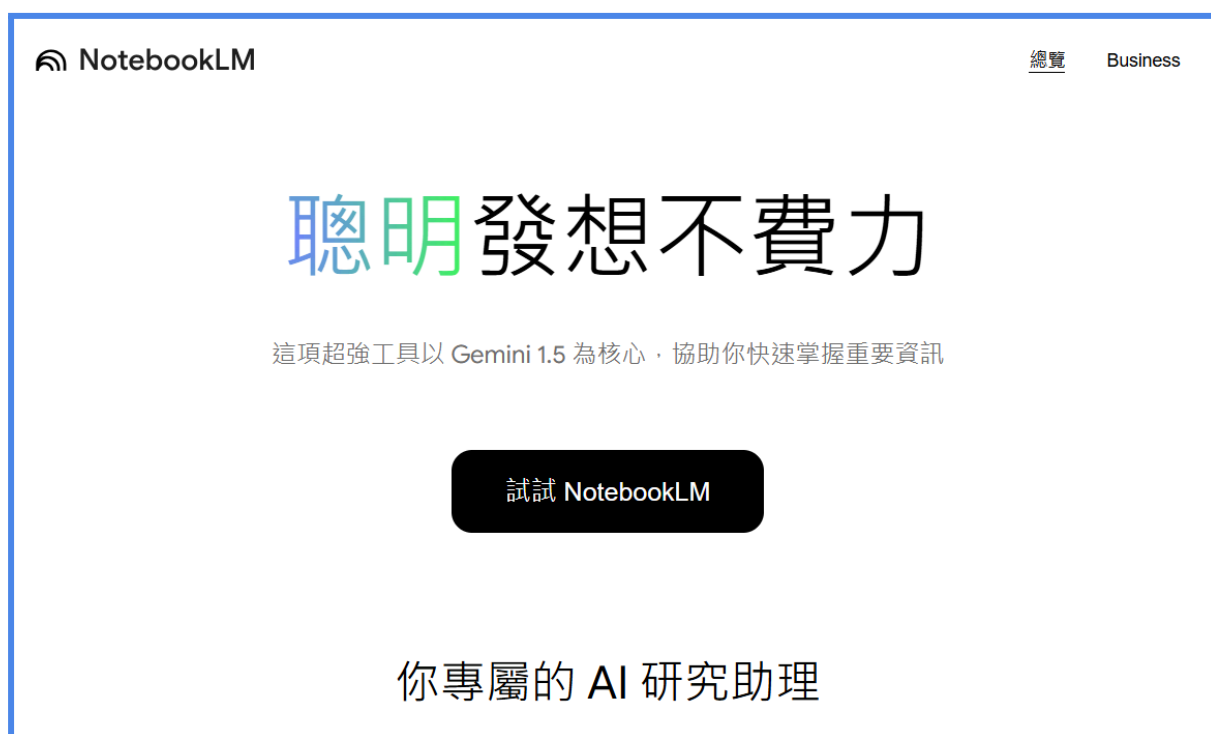 NotebookLM
總覽 Business
聰明發想不費力
這項超強工具以 Gemini 1.5 為核心，協助你快速掌握重要資訊
試試 NotebookLM
你專屬的 AI 研究助理